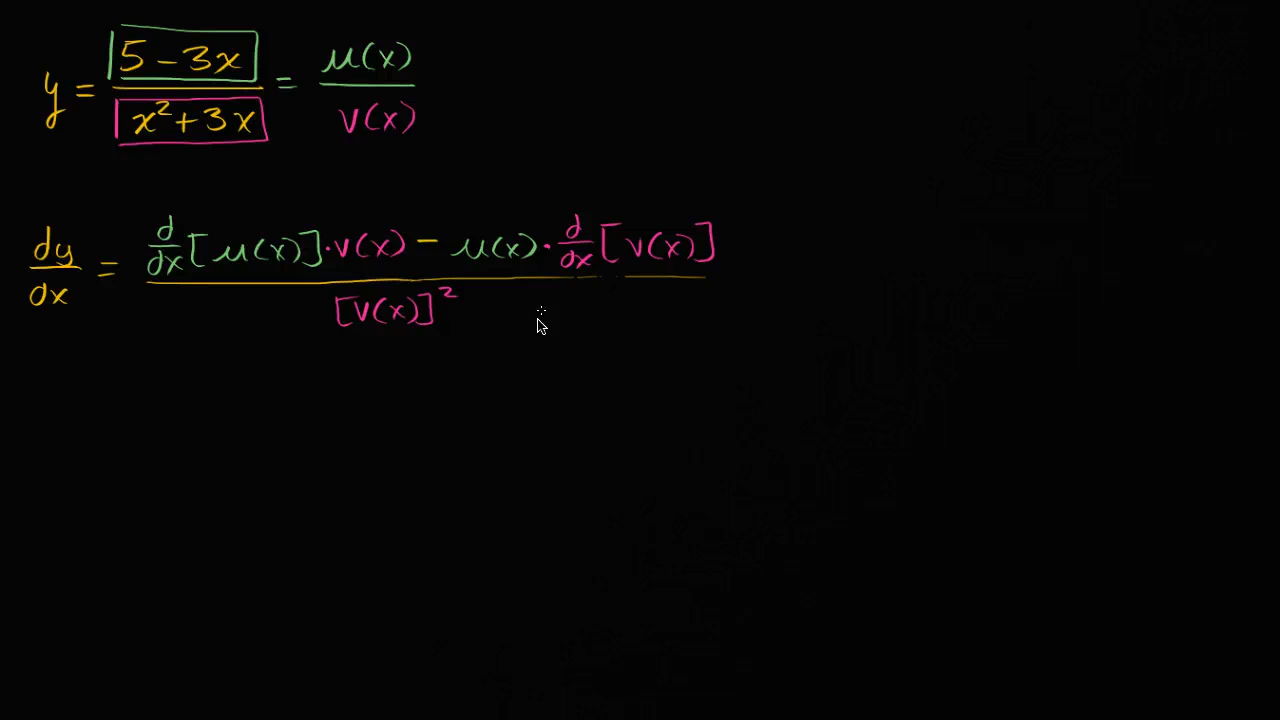 y = (5 - 3x)/(x² + 3x) = u(x)/v(x)
dy/dx = (d/dx [u(x)] · v(x) - u(x) · d/dx [v(x)])/[v(x)]²